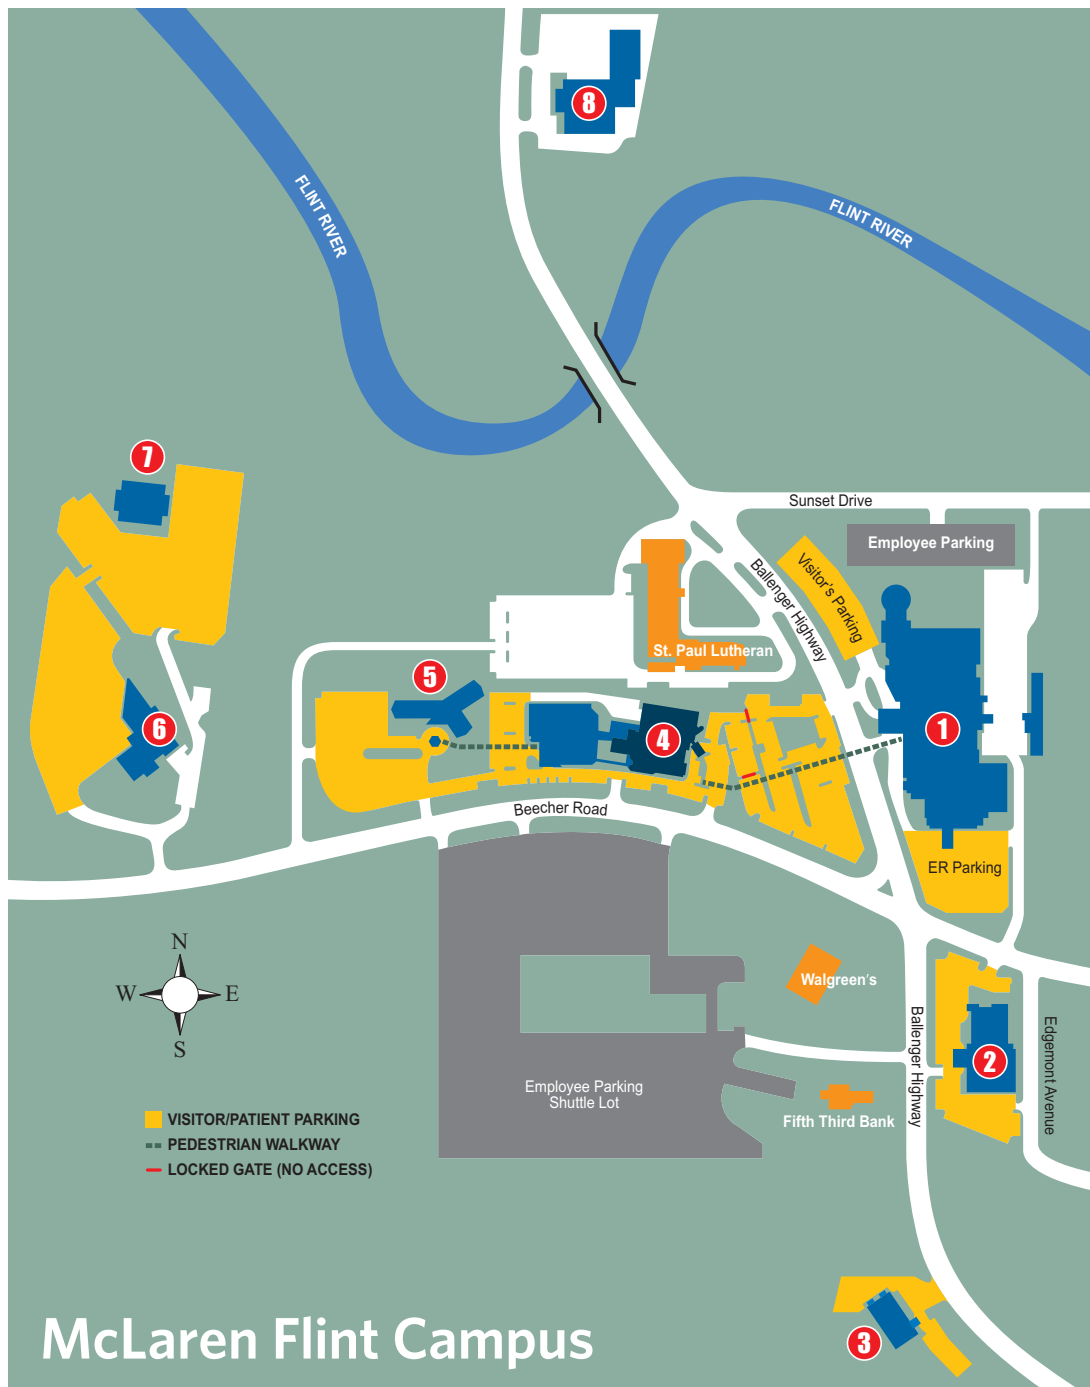 8
FLINT RIVER
FLINT RIVER
7
Sunset Drive
Employee Parking
Visitor's Parking
Ballenger Highway
St. Paul Lutheran
5
6
4
1
Beecher Road
ER Parking
N
W E
S
Walgreen's
Ballenger Highway
Edgemont Avenue
2
Employee Parking
Shuttle Lot
Fifth Third Bank
VISITOR/PATIENT PARKING
PEDESTRIAN WALKWAY
LOCKED GATE (NO ACCESS)
3
McLaren Flint Campus